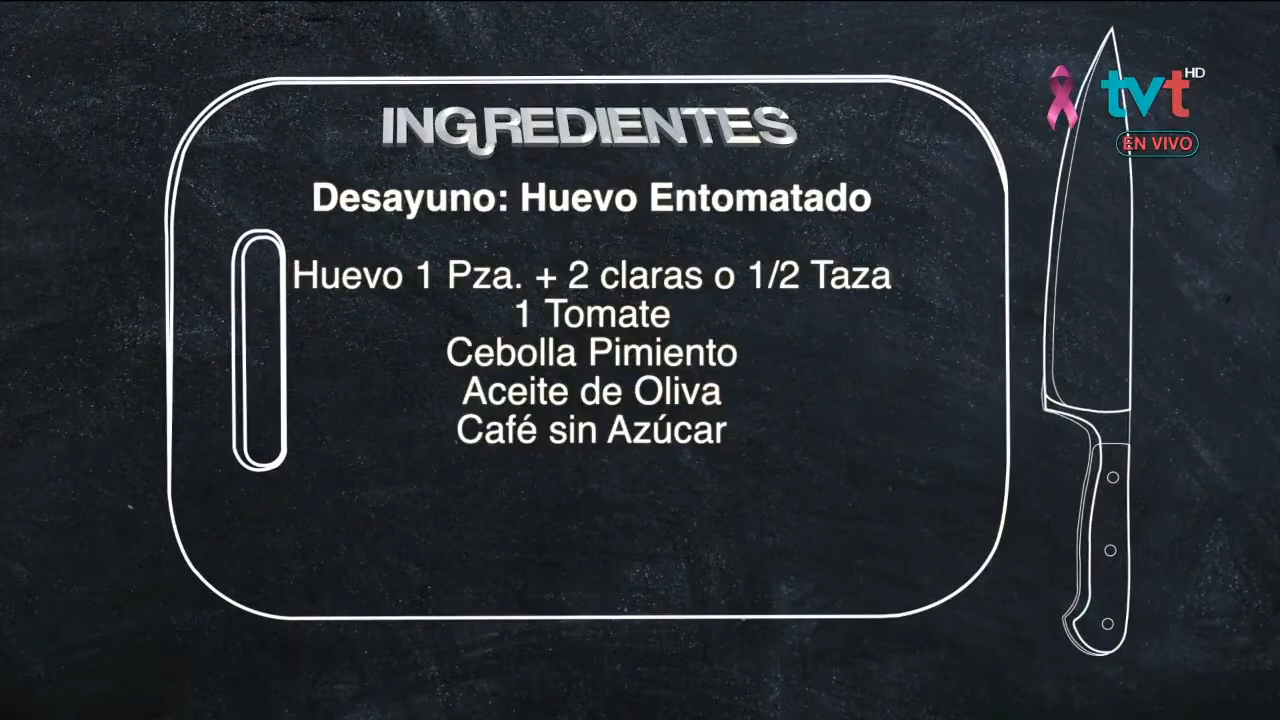 tvt HD
EN VIVO
INGREDIENTES
Desayuno: Huevo Entomatado
Huevo 1 Pza. + 2 claras o 1/2 Taza
1 Tomate
Cebolla Pimiento
Aceite de Oliva
Café sin Azúcar